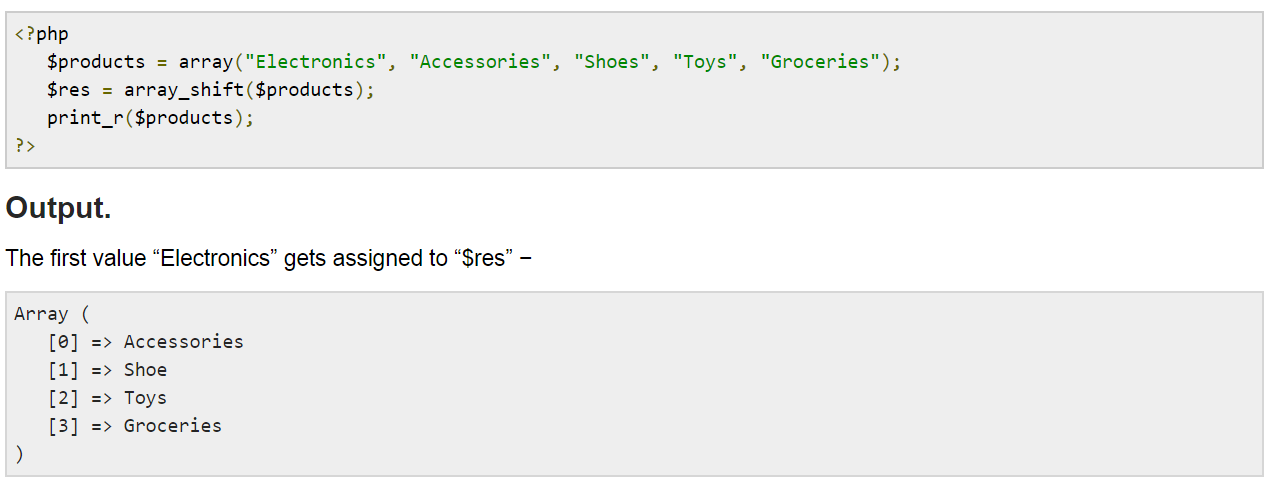 <?php
$products = array("Electronics", "Accessories", "Shoes", "Toys", "Groceries");
$res = array_shift($products);
print_r($products);
?>
Output.
The first value “Electronics” gets assigned to “$res” −
Array (
[0] => Accessories
[1] => Shoe
[2] => Toys
[3] => Groceries
)